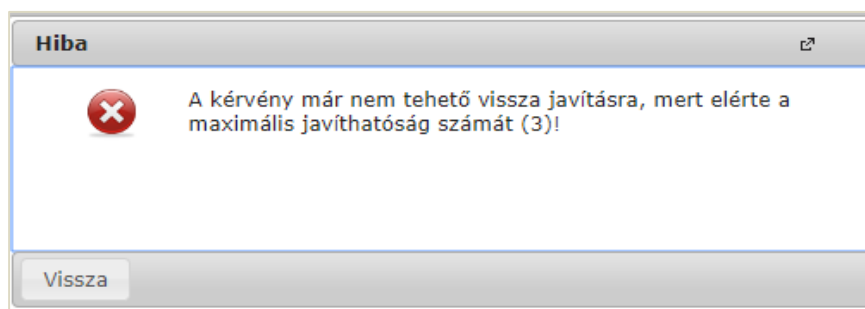 Hiba
A kérvény már nem tehető vissza javításra, mert elérte a
maximális javíthatóság számát (3)!
Vissza